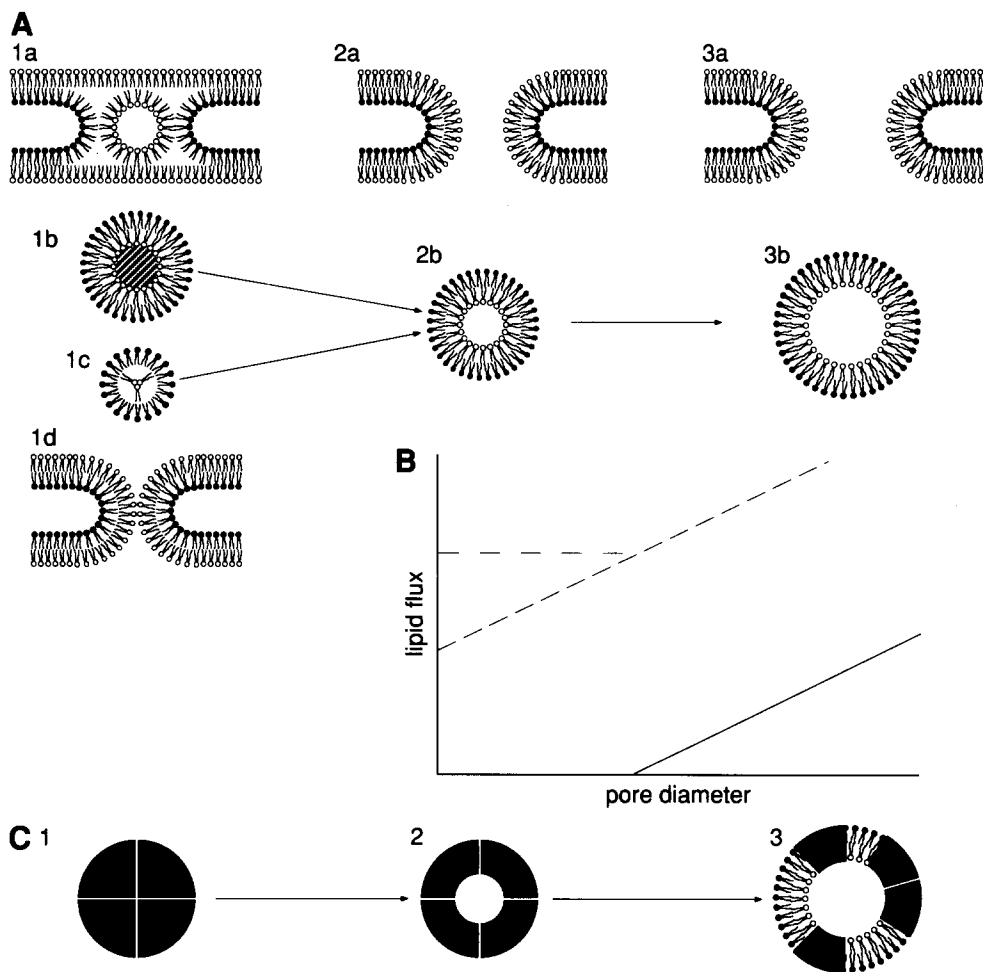 A
1a
2a
3a
1b
2b
3b
1c
1d
B
lipid flux
pore diameter
C
1
2
3